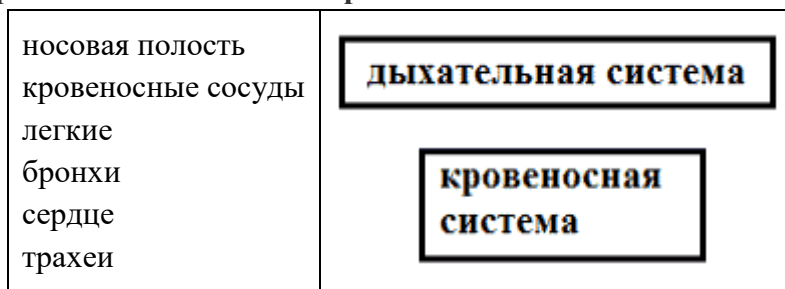 носовая полость
кровеносные сосуды
легкие
бронхи
сердце
трахеи
дыхательная система
кровеносная
система